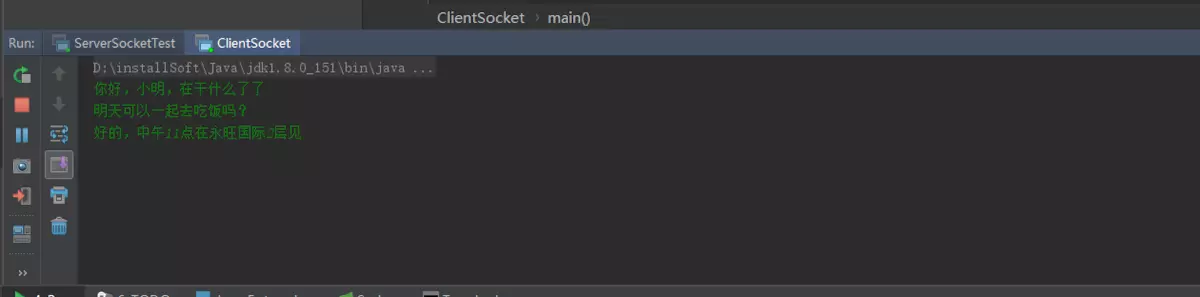 ClientSocket › main()
Run: ServerSocketTest ClientSocket
D:\installSoft\Java\jdk1.8.0_151\bin\java ...
你好，小明，在干什么了了
明天可以一起去吃饭吗？
好的，中午11点在永旺国际2层见